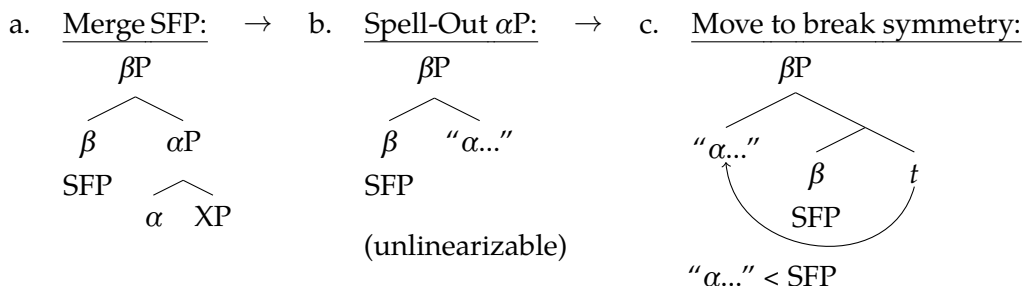 a. Merge SFP: → b. Spell-Out αP: → c. Move to break symmetry:
βP βP βP
β αP β “α...” “α...”
SFP SFP β t
α XP SFP
(unlinearizable)
“α...” < SFP